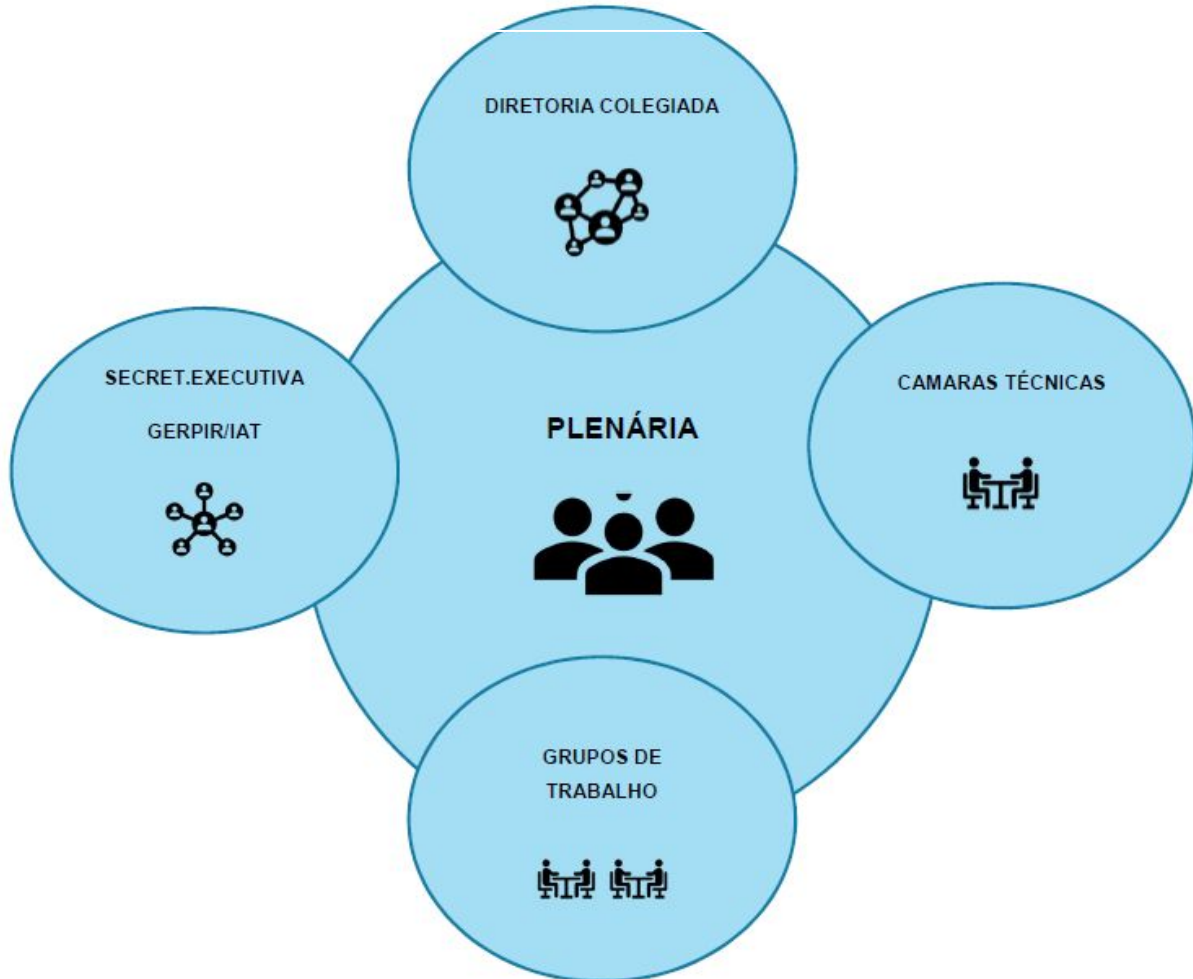 DIRETORIA COLEGIADA
SECRET.EXECUTIVA
GERPIR/IAT
CAMARAS TÉCNICAS
PLENÁRIA
GRUPOS DE
TRABALHO